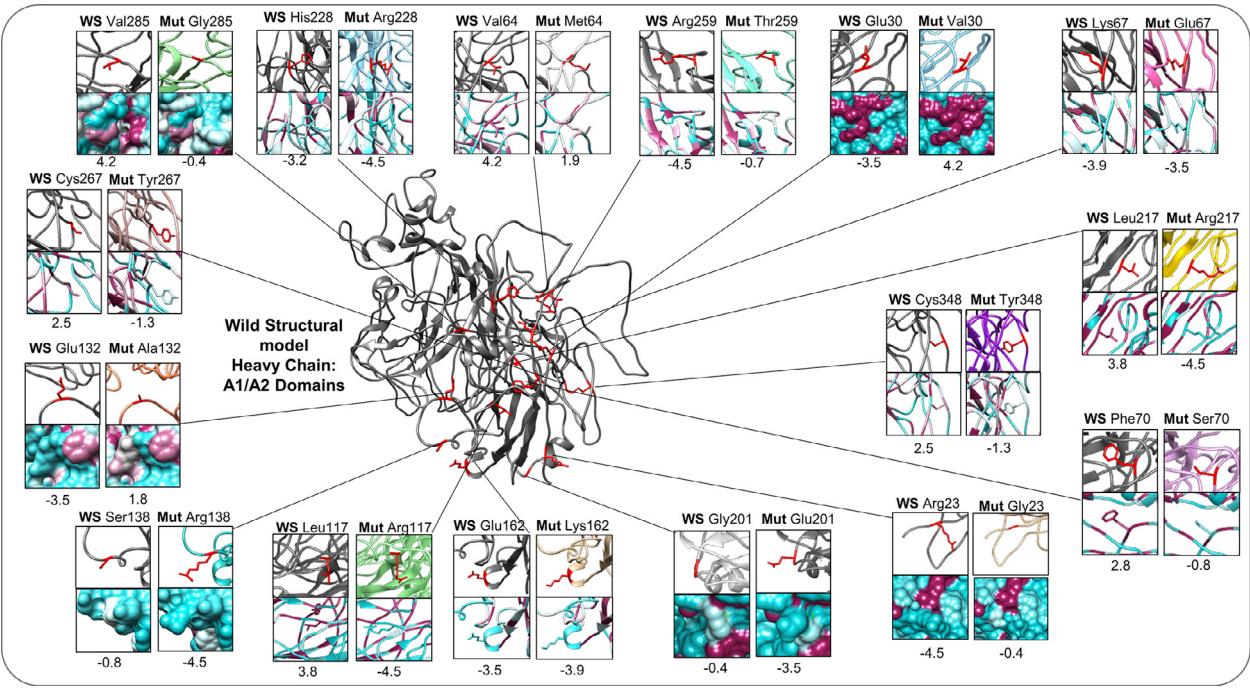 WS Val285 Mut Gly285
4.2 -0.4
WS His228 Mut Arg228
-3.2 -4.5
WS Val64 Mut Met64
4.2 1.9
WS Arg259 Mut Thr259
-4.5 -0.7
WS Glu30 Mut Val30
-3.5 4.2
WS Lys67 Mut Glu67
-3.9 -3.5
WS Cys267 Mut Tyr267
2.5 -1.3
WS Leu217 Mut Arg217
3.8 -4.5
Wild Structural
model
Heavy Chain:
A1/A2 Domains
WS Cys348 Mut Tyr348
2.5 -1.3
WS Glu132 Mut Ala132
-3.5 1.8
WS Phe70 Mut Ser70
2.8 -0.8
WS Ser138 Mut Arg138
-0.8 -4.5
WS Leu117 Mut Arg117
3.8 -4.5
WS Glu162 Mut Lys162
-3.5 -3.9
WS Gly201 Mut Glu201
-0.4 -3.5
WS Arg23 Mut Gly23
-4.5 -0.4